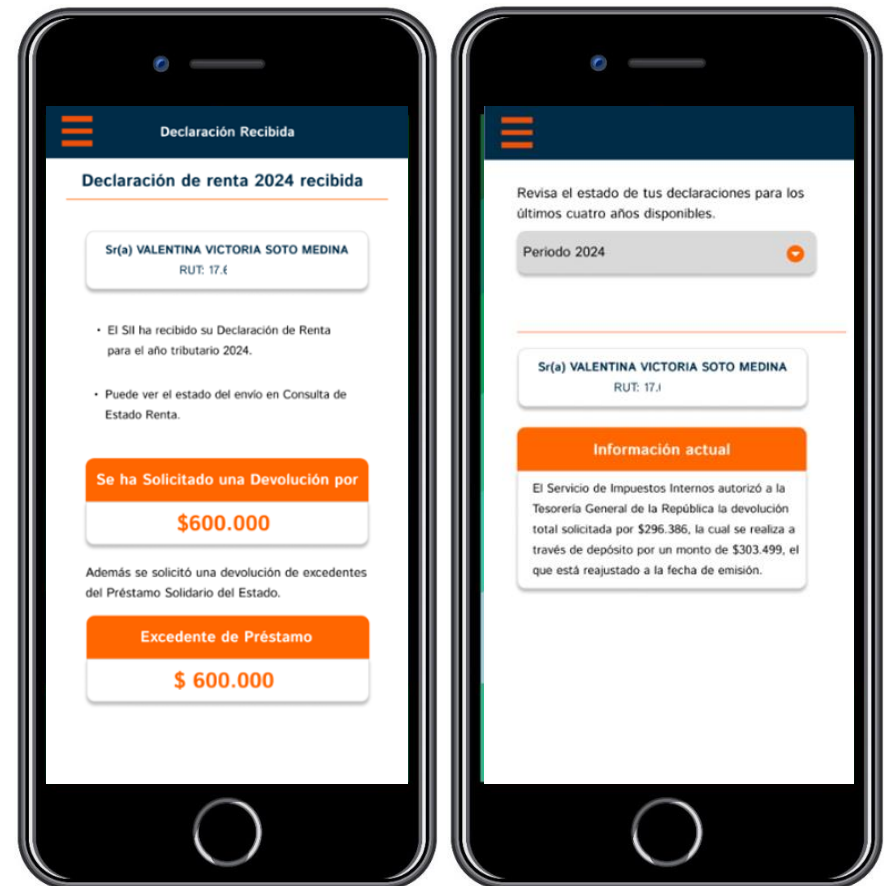 Declaración Recibida
Declaración de renta 2024 recibida
Sr(a) VALENTINA VICTORIA SOTO MEDINA
RUT: 17.6
• El SII ha recibido su Declaración de Renta
para el año tributario 2024.
• Puede ver el estado del envío en Consulta de
Estado Renta.
Se ha Solicitado una Devolución por
$600.000
Además se solicitó una devolución de excedentes
del Préstamo Solidario del Estado.
Excedente de Préstamo
$ 600.000
Revisa el estado de tus declaraciones para los
últimos cuatro años disponibles.
Periodo 2024
Sr(a) VALENTINA VICTORIA SOTO MEDINA
RUT: 17.
Información actual
El Servicio de Impuestos Internos autorizó a la
Tesorería General de la República la devolución
total solicitada por $296.386, la cual se realiza a
través de depósito por un monto de $303.499, el
que está reajustado a la fecha de emisión.